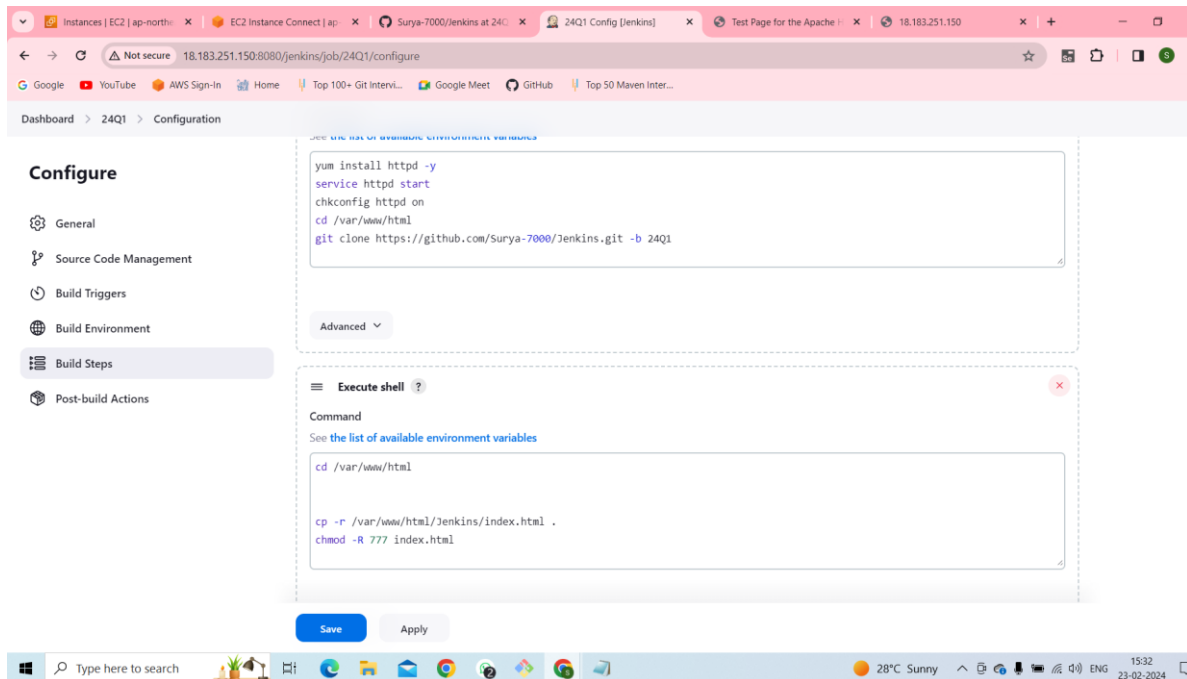 Instances | EC2 | ap-northe
EC2 Instance Connect | ap-
Surya-7000/Jenkins at 24Q
24Q1 Config [Jenkins]
Test Page for the Apache H
18.183.251.150
Not secure
18.183.251.150:8080/jenkins/job/24Q1/configure
Google
YouTube
AWS Sign-In
Home
Top 100+ Git Intervi...
Google Meet
GitHub
Top 50 Maven Inter...
Dashboard > 24Q1 > Configuration
Configure
General
Source Code Management
Build Triggers
Build Environment
Build Steps
Post-build Actions
See the list of available environment variables
yum install httpd -y
service httpd start
chkconfig httpd on
cd /var/www/html
git clone https://github.com/Surya-7000/Jenkins.git -b 24Q1
Advanced
Execute shell ?
Command
See the list of available environment variables
cd /var/www/html
cp -r /var/www/html/Jenkins/index.html .
chmod -R 777 index.html
Save
Apply
Type here to search
28°C Sunny
ENG
15:32
23-02-2024